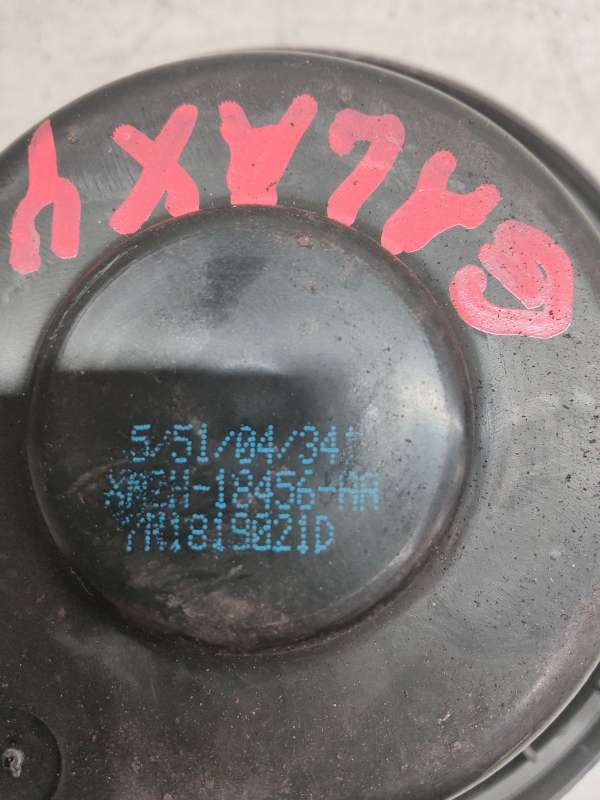 GALAXY
5/51/04/34*
XM2H-18456-AA
YM1819021D